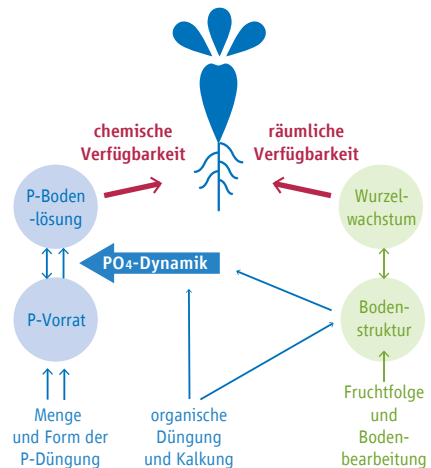 chemische
Verfügbarkeit
räumliche
Verfügbarkeit
P-Boden
-lösung
Wurzel-
wachstum
PO4-Dynamik
P-Vorrat
Boden-
struktur
Menge
und Form der
P-Düngung
organische
Düngung
und Kalkung
Fruchtfolge
und
Boden-
bearbeitung